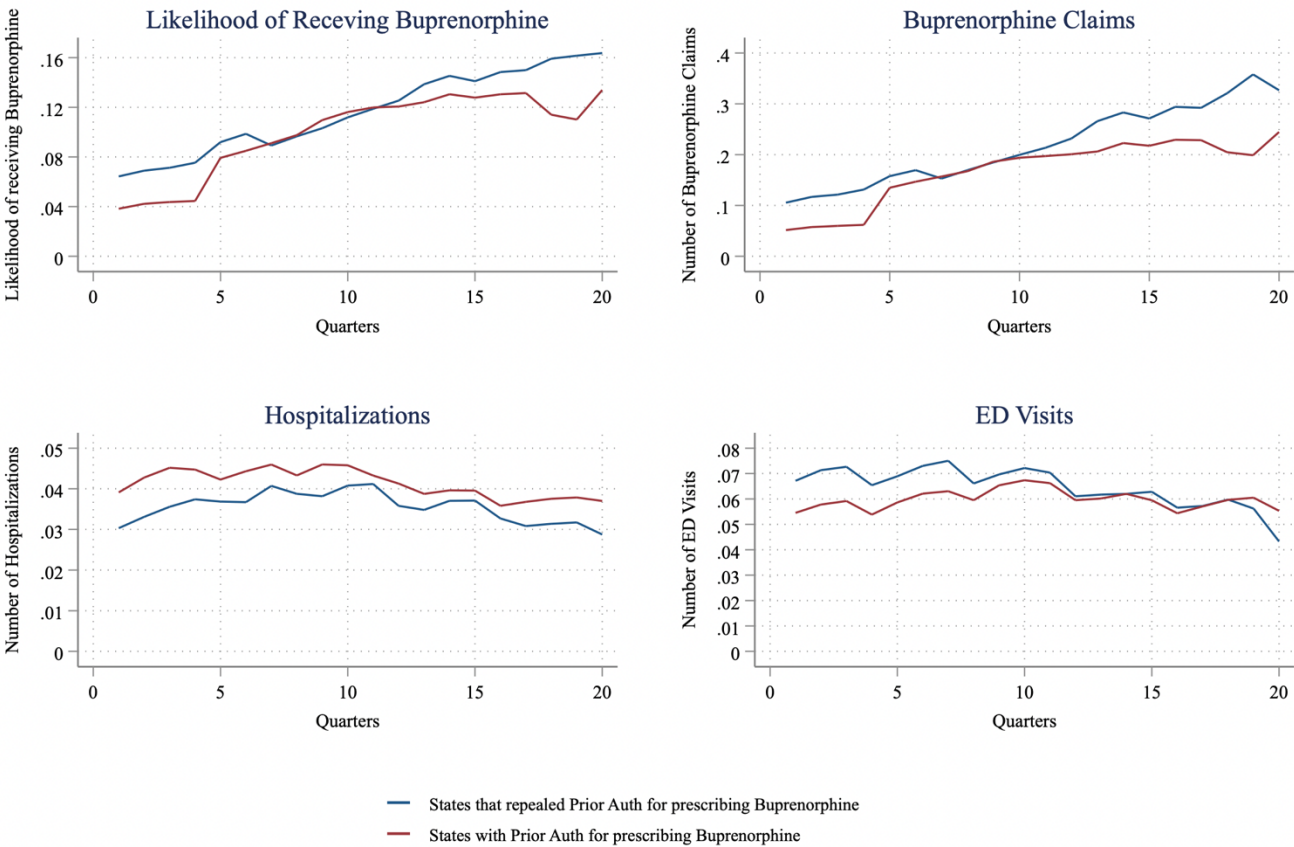 Likelihood of Receving Buprenorphine
Likelihood of receiving Buprenorphine
.16
.12
.08
.04
0
0 5 10 15 20
Quarters
Buprenorphine Claims
Number of Buprenorphine Claims
.4
.3
.2
.1
0
0 5 10 15 20
Quarters
Hospitalizations
Number of Hospitalizations
.05
.04
.03
.02
.01
0
0 5 10 15 20
Quarters
ED Visits
Number of ED Visits
.08
.07
.06
.05
.04
.03
.02
.01
0
0 5 10 15 20
Quarters
States that repealed Prior Auth for prescribing Buprenorphine
States with Prior Auth for prescribing Buprenorphine